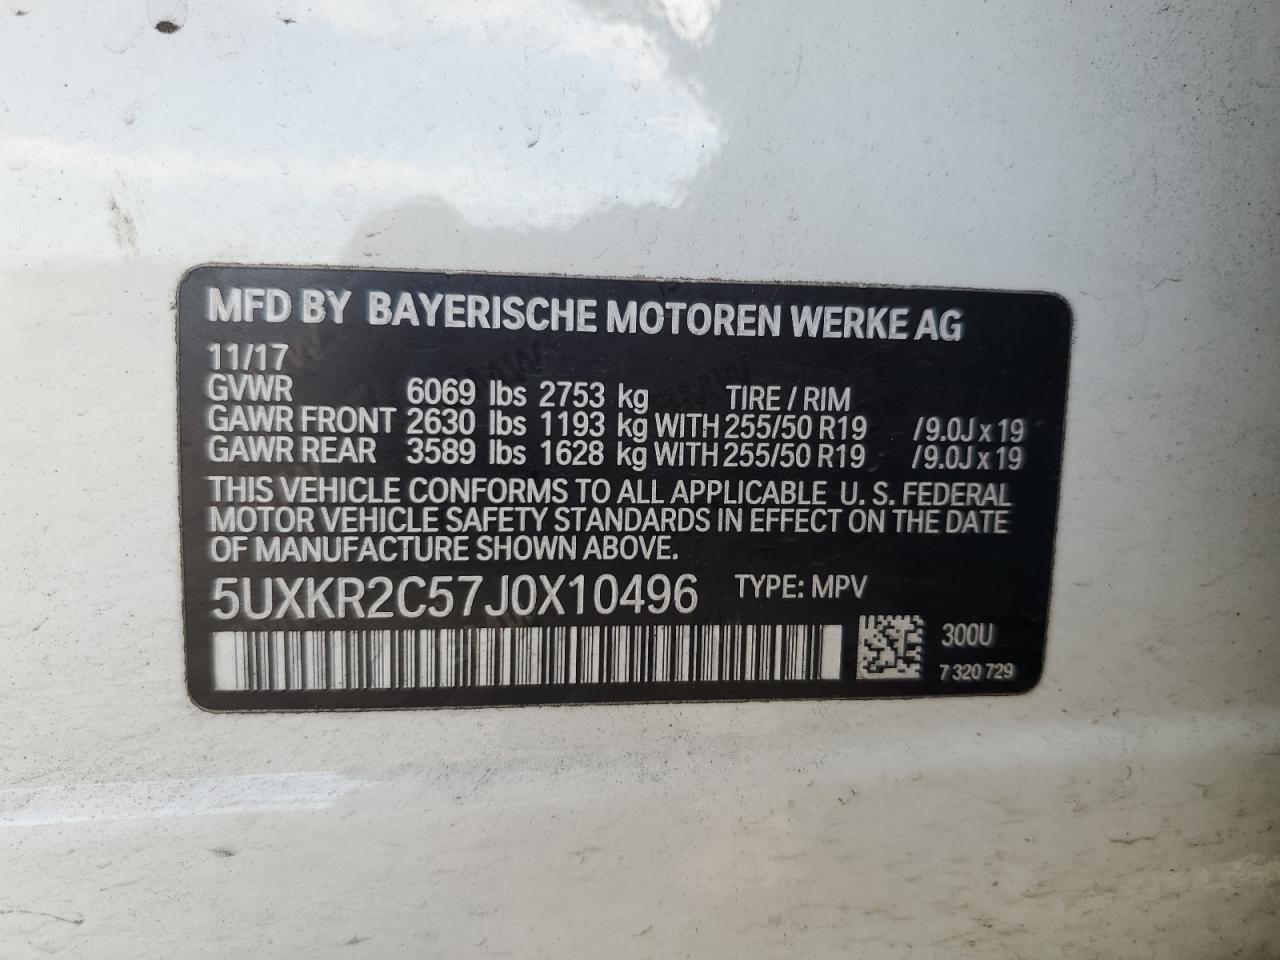 MFD BY BAYERISCHE MOTOREN WERKE AG
11/17
GVWR 6069 lbs 2753 kg TIRE / RIM
GAWR FRONT 2630 lbs 1193 kg WITH 255/50 R19 /9.0J x 19
GAWR REAR 3589 lbs 1628 kg WITH 255/50 R19 /9.0J x 19
THIS VEHICLE CONFORMS TO ALL APPLICABLE U. S. FEDERAL
MOTOR VEHICLE SAFETY STANDARDS IN EFFECT ON THE DATE
OF MANUFACTURE SHOWN ABOVE.
5UXKR2C57J0X10496 TYPE: MPV
300U
7 320 729